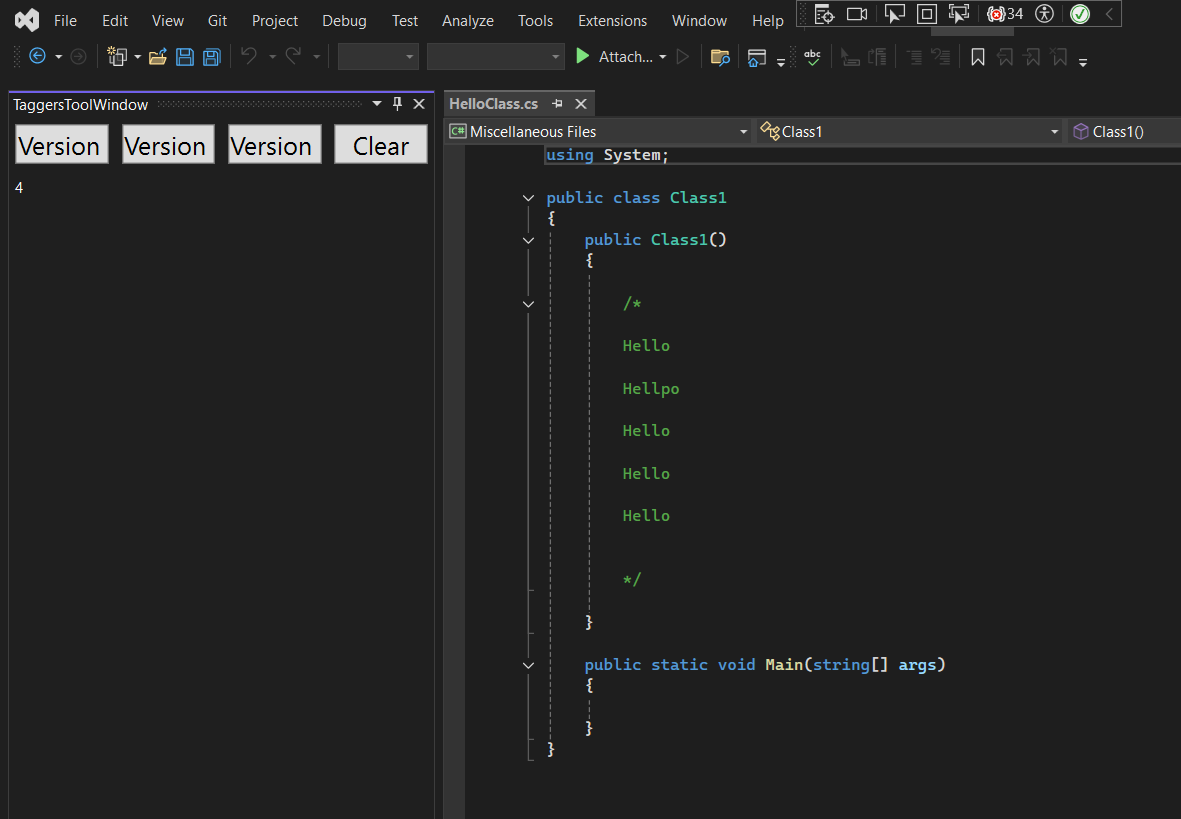 File Edit View Git Project Debug Test Analyze Tools Extensions Window Help 34
Attach... abc
TaggersToolWindow
Version Version Version Clear
4
HelloClass.cs
C# Miscellaneous Files Class1 Class1()
using System;
public class Class1
{
public Class1()
{
/*
Hello
Hellpo
Hello
Hello
Hello
*/
}
public static void Main(string[] args)
{
}
}